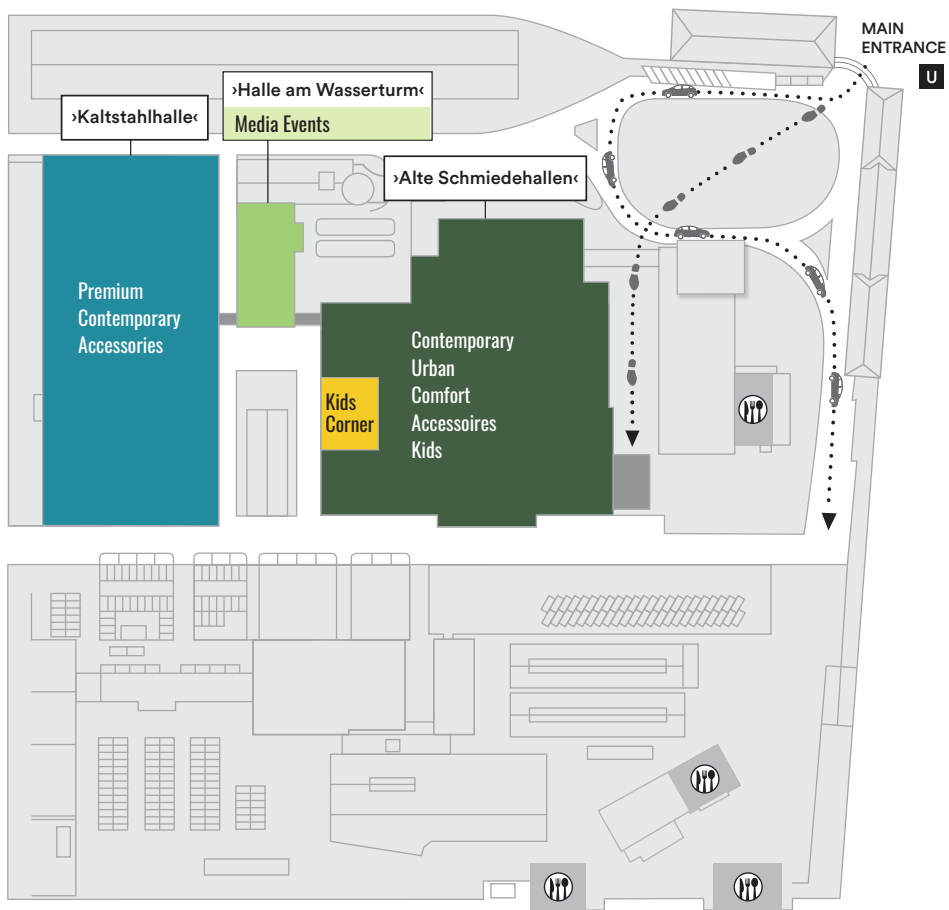 MAIN
ENTRANCE
U
›Halle am Wasserturm‹
Media Events
›Kaltstahlhalle‹
›Alte Schmiedehallen‹
Premium
Contemporary
Accessories
Contemporary
Urban
Comfort
Accessoires
Kids
Kids
Corner